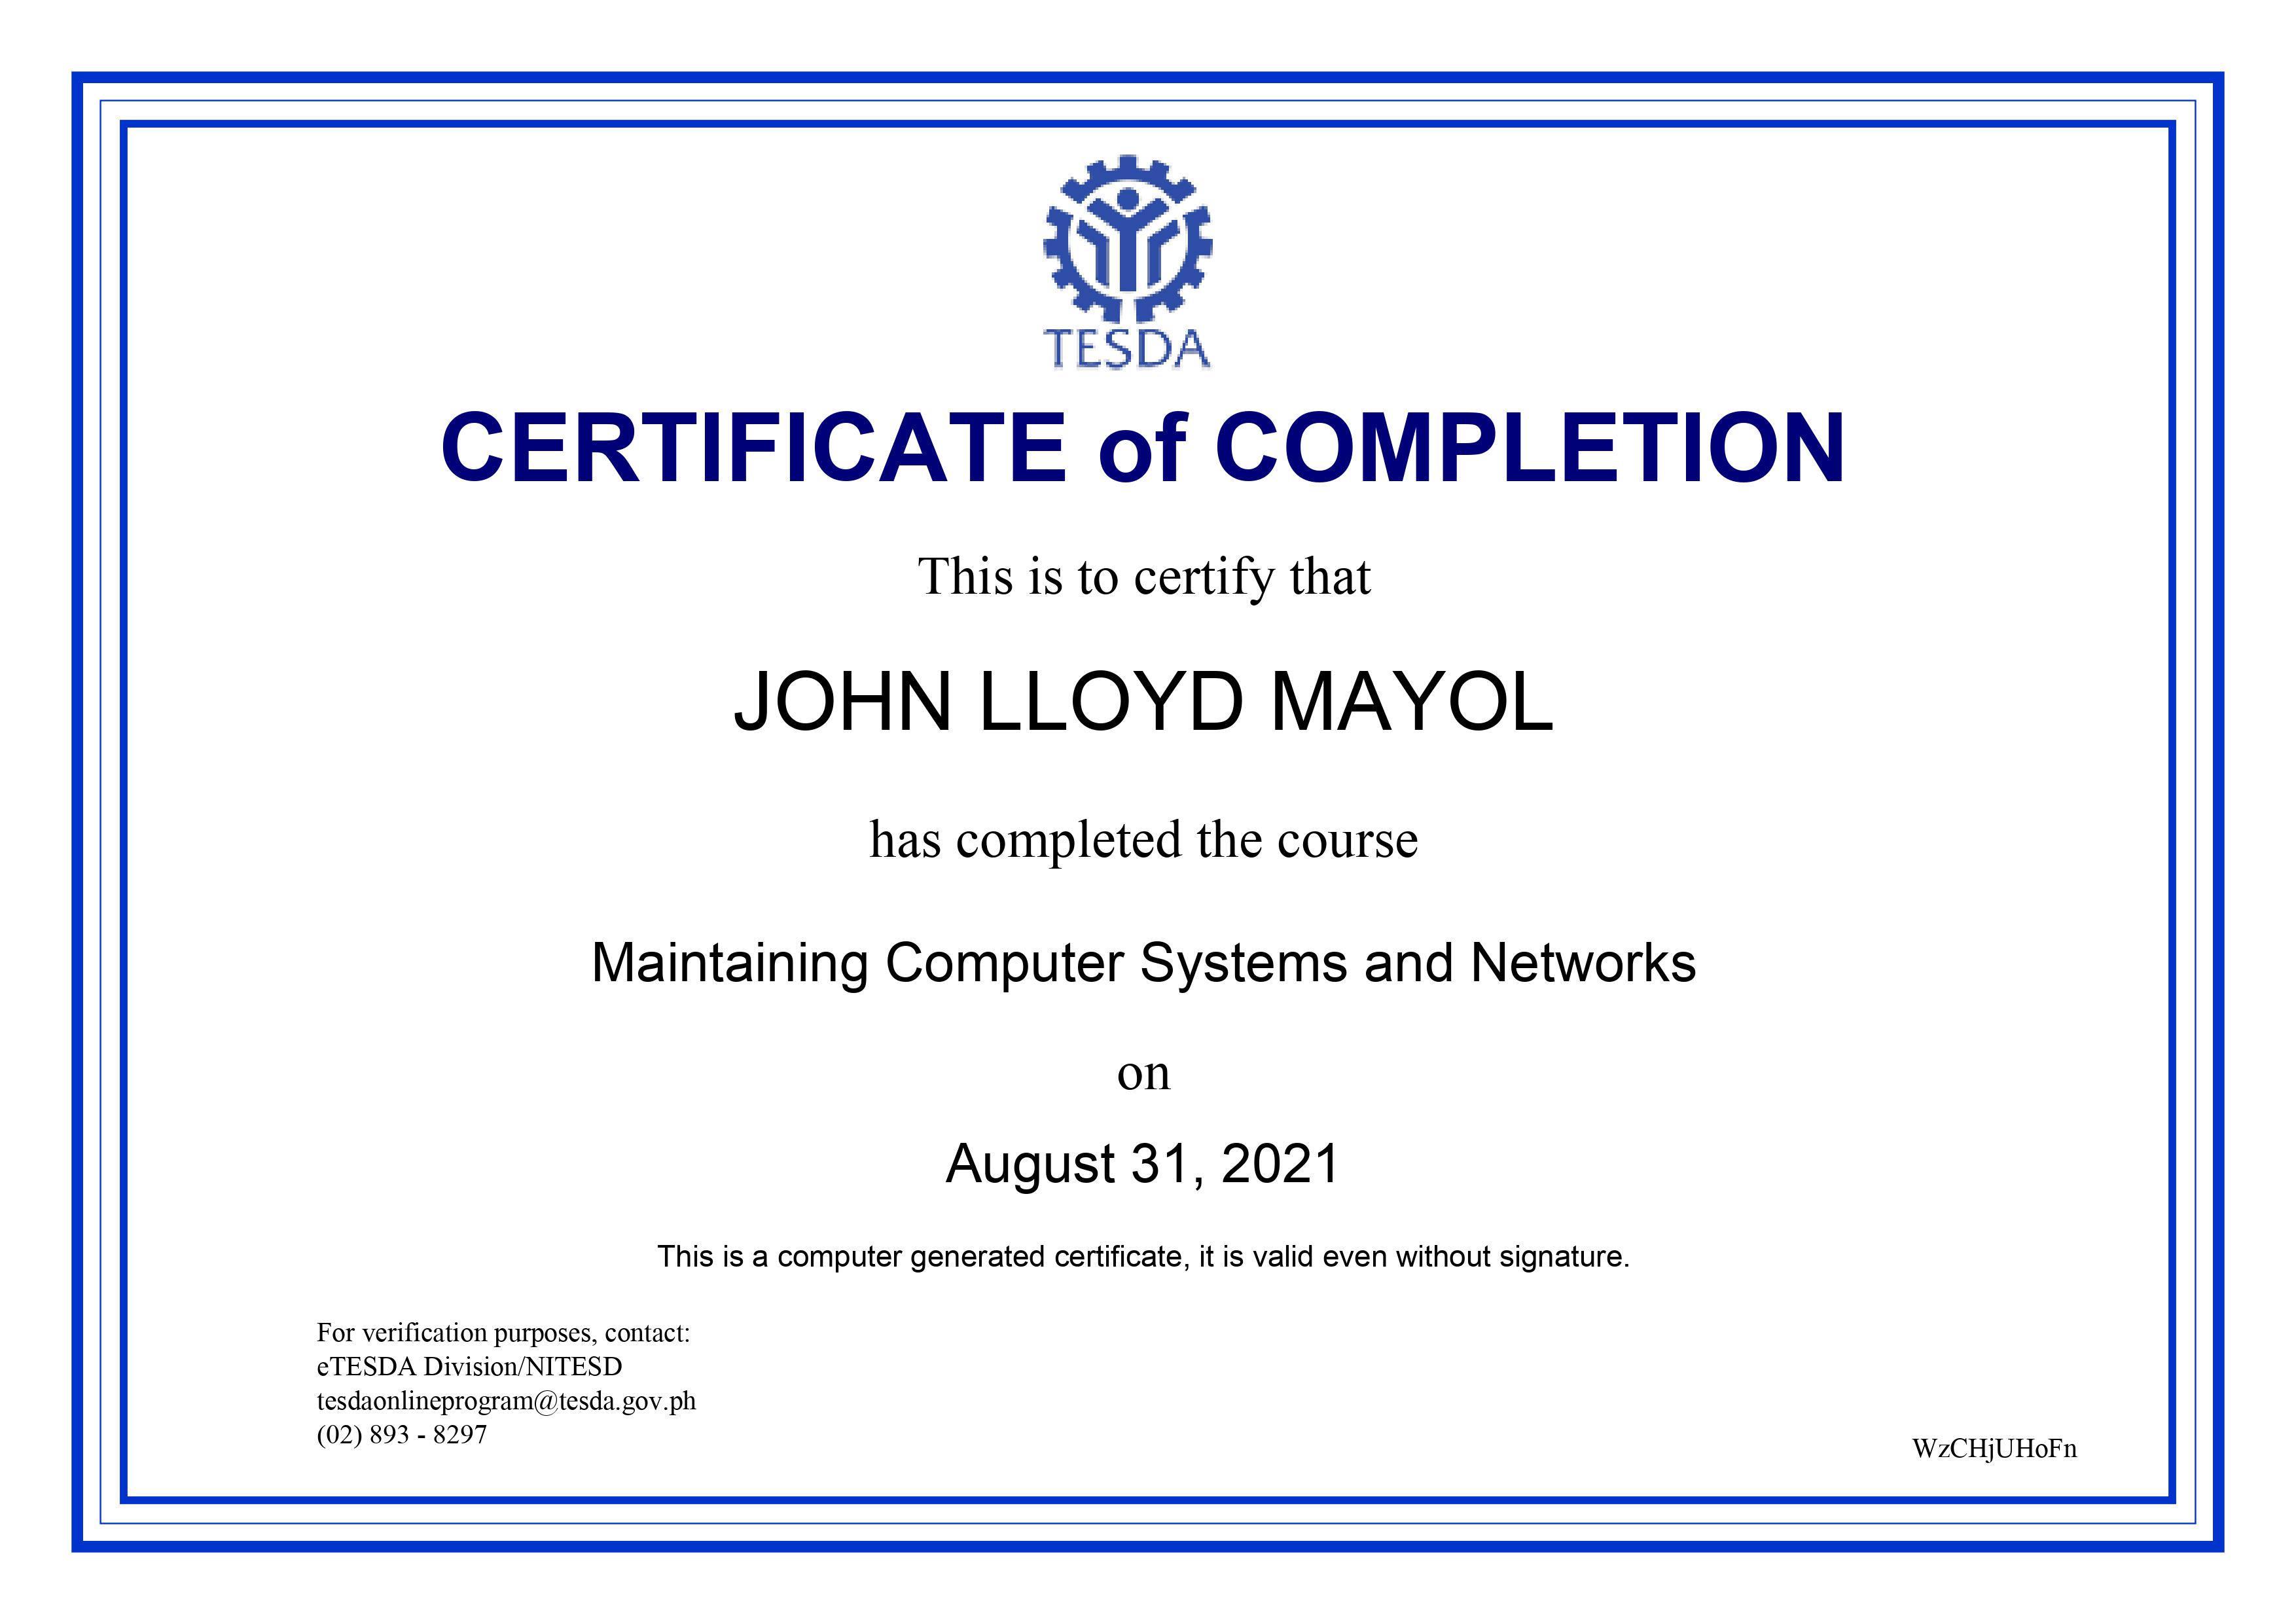 TESDA
CERTIFICATE of COMPLETION
This is to certify that
JOHN LLOYD MAYOL
has completed the course
Maintaining Computer Systems and Networks
on
August 31, 2021
This is a computer generated certificate, it is valid even without signature.
For verification purposes, contact:
eTESDA Division/NITESD
tesdaonlineprogram@tesda.gov.ph
(02) 893 - 8297
WzCHjUHoFn